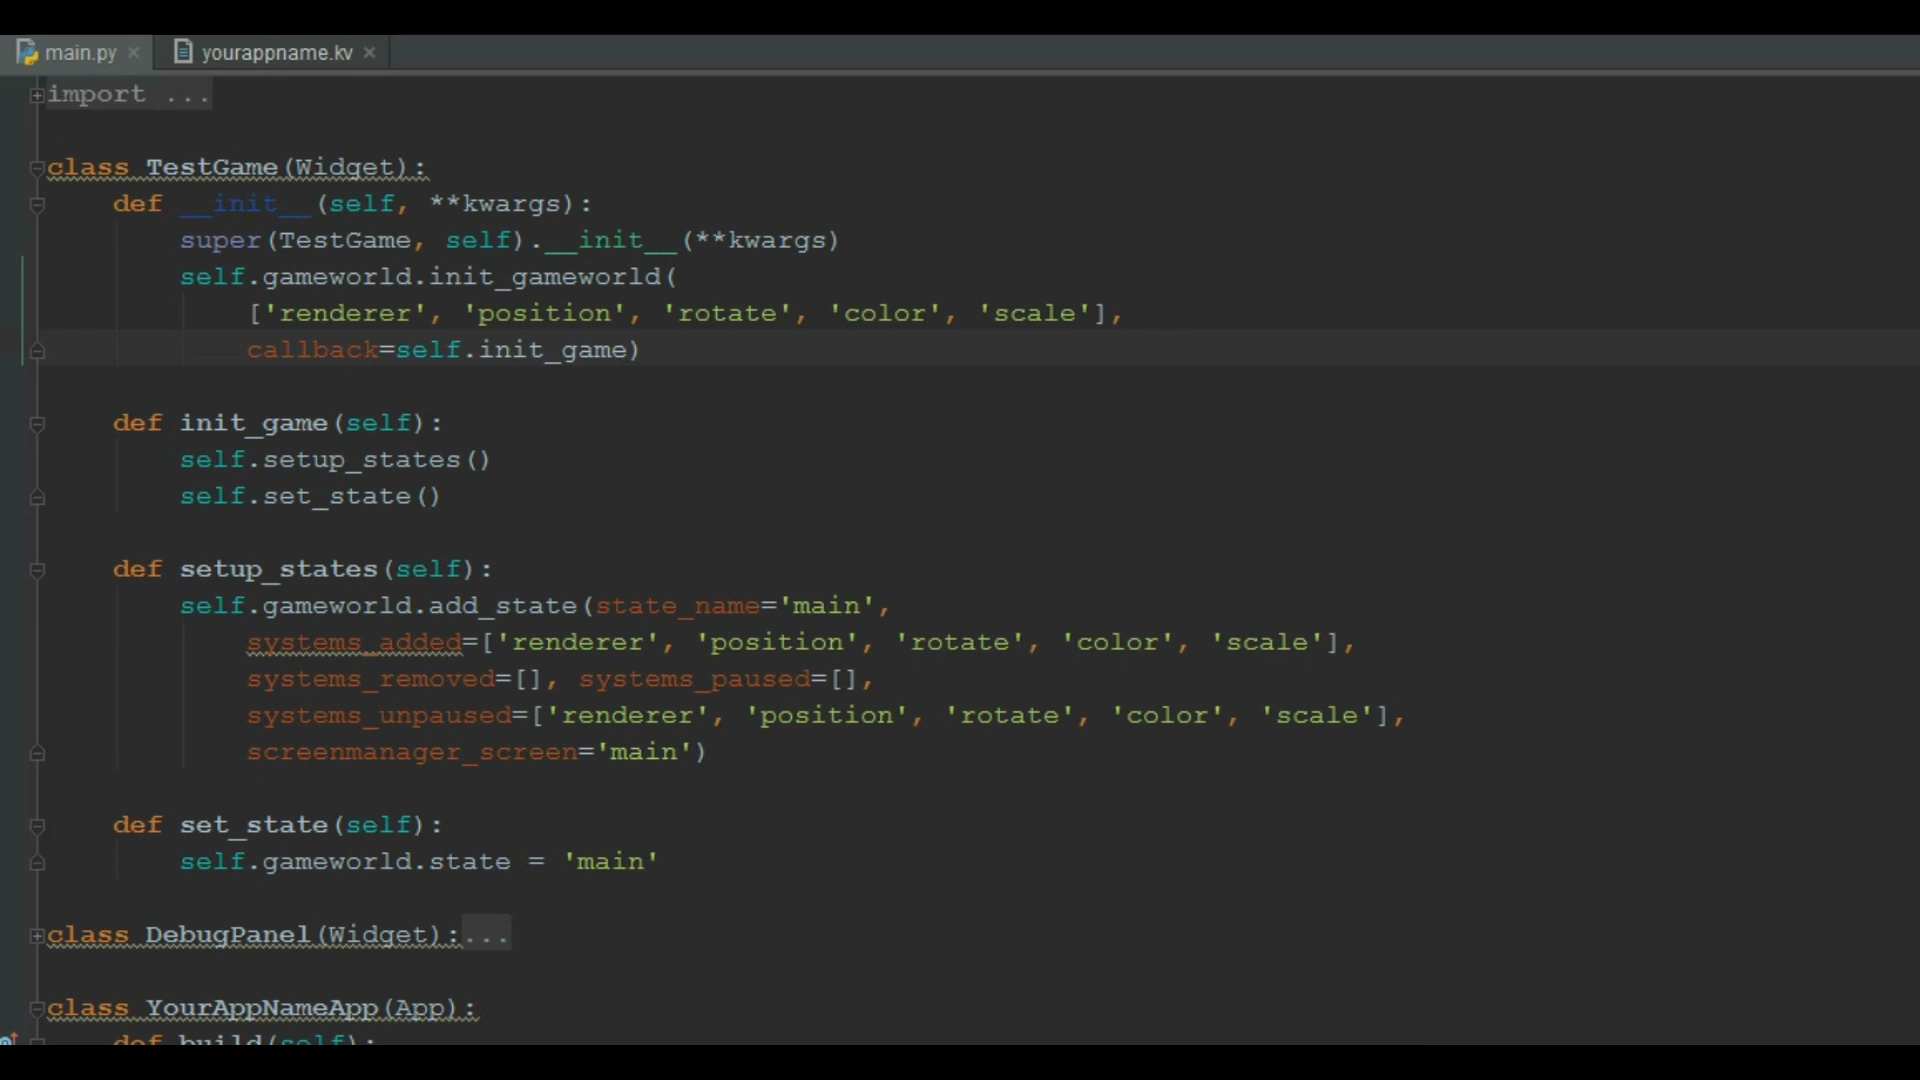 main.py yourappname.kv
import ...
class TestGame(Widget):
    def __init__(self, **kwargs):
        super(TestGame, self).__init__(**kwargs)
        self.gameworld.init_gameworld(
            ['renderer', 'position', 'rotate', 'color', 'scale'],
            callback=self.init_game)
    def init_game(self):
        self.setup_states()
        self.set_state()
    def setup_states(self):
        self.gameworld.add_state(state_name='main',
            systems_added=['renderer', 'position', 'rotate', 'color', 'scale'],
            systems_removed=[], systems_paused=[],
            systems_unpaused=['renderer', 'position', 'rotate', 'color', 'scale'],
            screenmanager_screen='main')
    def set_state(self):
        self.gameworld.state = 'main'
class DebugPanel(Widget):...
class YourAppNameApp(App):
    def build(self):